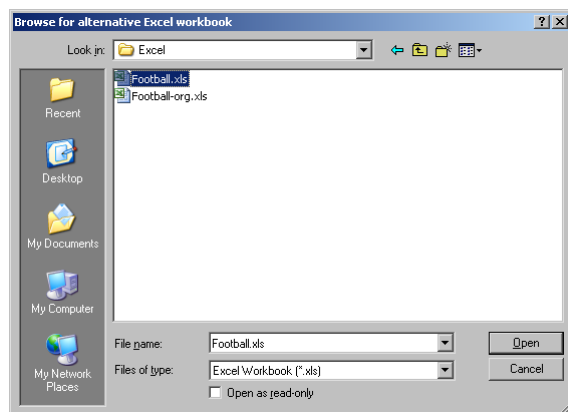 Browse for alternative Excel workbook
Look in:
Excel
Football.xls
Football-org.xls
Recent
Desktop
My Documents
My Computer
My Network
Places
File name:
Football.xls
Open
Files of type:
Excel Workbook (*.xls)
Cancel
Open as read-only